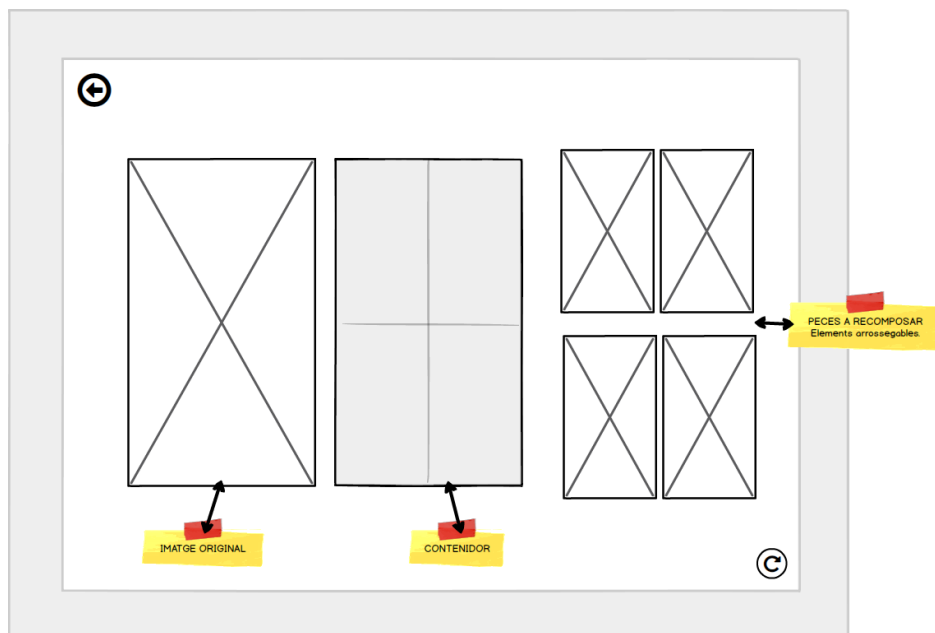 PECES A RECOMPOSAR
Elements arrossegables.
IMATGE ORIGINAL
CONTENIDOR